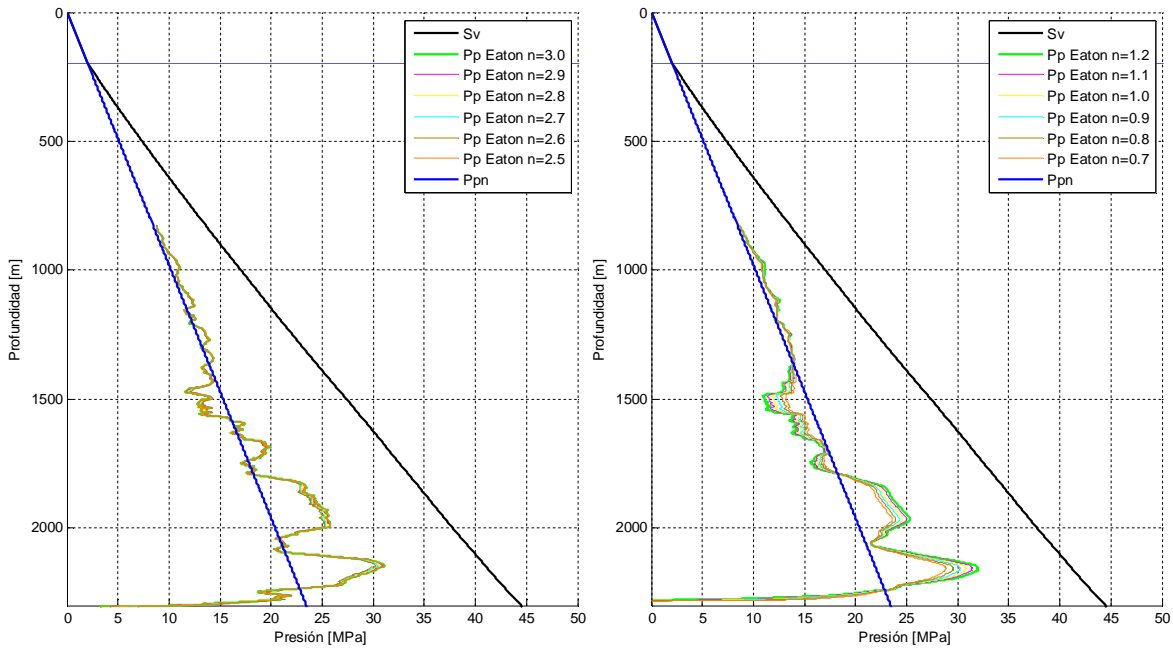 Sv
Pp Eaton n=3.0
Pp Eaton n=2.9
Pp Eaton n=2.8
Pp Eaton n=2.7
Pp Eaton n=2.6
Pp Eaton n=2.5
Ppn
0
500
1000
1500
2000
Profundidad [m]
0 5 10 15 20 25 30 35 40 45 50
Presión [MPa]
Sv
Pp Eaton n=1.2
Pp Eaton n=1.1
Pp Eaton n=1.0
Pp Eaton n=0.9
Pp Eaton n=0.8
Pp Eaton n=0.7
Ppn
0
500
1000
1500
2000
Profundidad [m]
0 5 10 15 20 25 30 35 40 45 50
Presión [MPa]